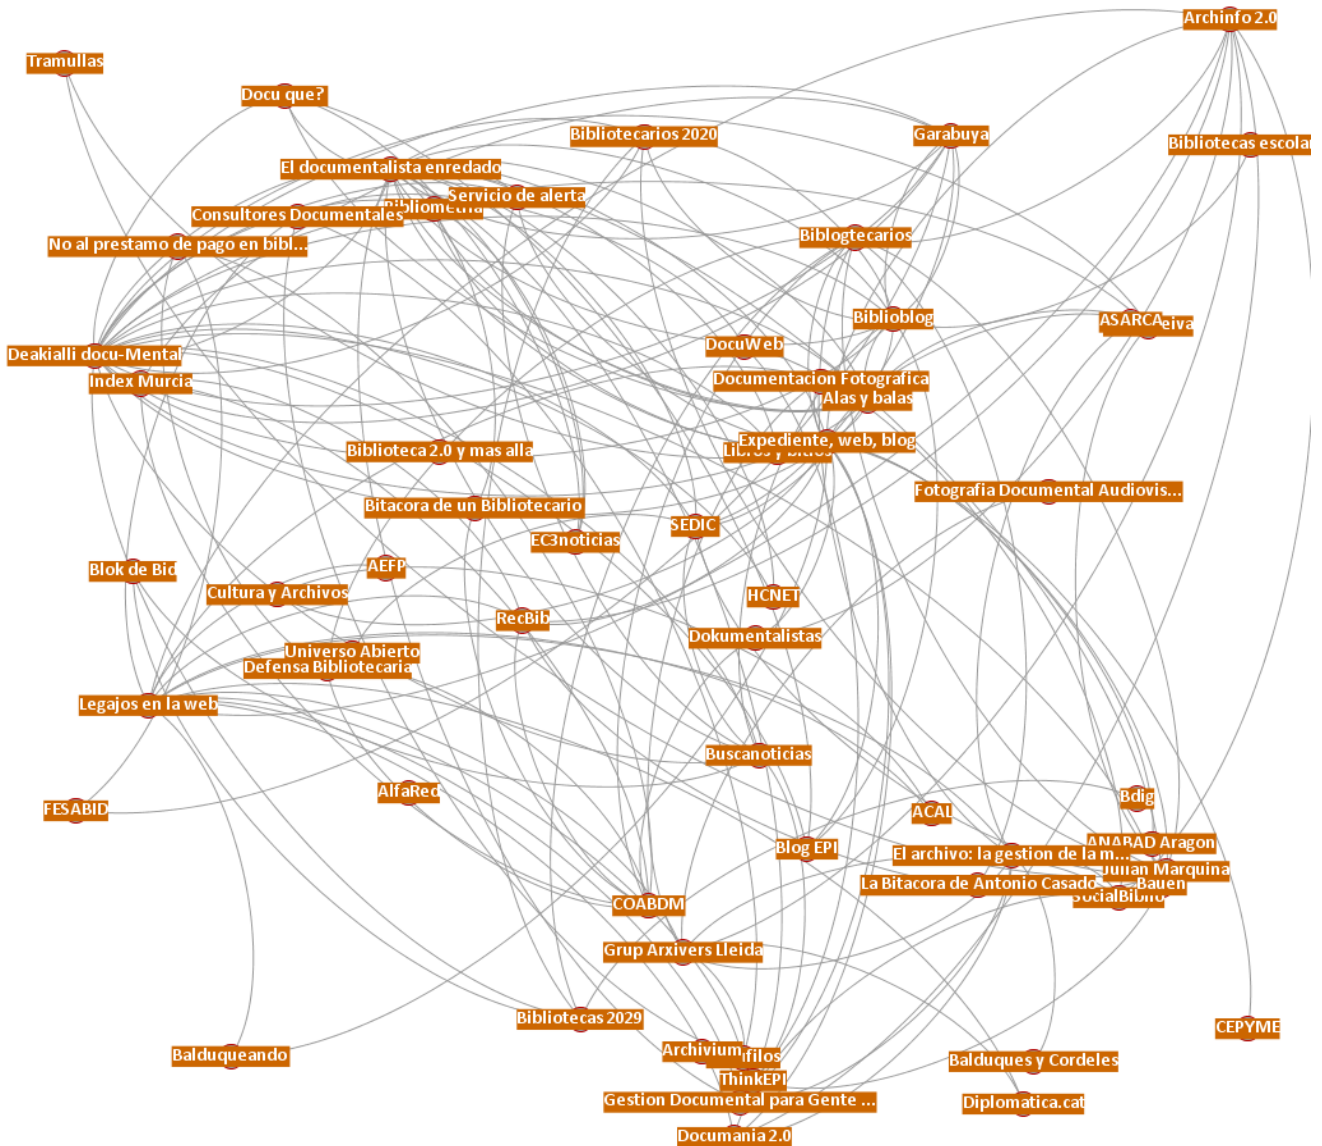 Archinfo 2.0
Tramullas
Docu que?
Bibliotecarios 2020
Garabuya
Bibliotecas escolar
El documentalista enredado
Servicio de alerta
Bibliometria
Consultores Documentales
No al prestamo de pago en bibl...
Biblogtecarios
Biblioblog
ASARCA
eiva
DocuWeb
Deakialli docu-Mental
Index Murcia
Documentacion Fotografica
Alas y balas
Expediente, web, blog
Libros y bitios
Biblioteca 2.0 y mas alla
Fotografia Documental Audiovis...
Bitacora de un Bibliotecario
SEDIC
EC3noticias
Blok de Bid
AEFP
Cultura y Archivos
HCNET
RecBib
Dokumentalistas
Universo Abierto
Defensa Bibliotecaria
Legajos en la web
Buscanoticias
AlfaRed
Bdig
FESABID
ACAL
ANABAD Aragon
Blog EPI
El archivo: la gestion de la m...
Julian Marquina
La Bitacora de Antonio Casado
Bauen
SocialBiblio
COABDM
Grup Arxivers Lleida
Bibliotecas 2029
CEPYME
Archivium
filos
Balduqueando
Balduques y Cordeles
ThinkEPI
Gestion Documental para Gente ...
Diplomatica.cat
Documania 2.0